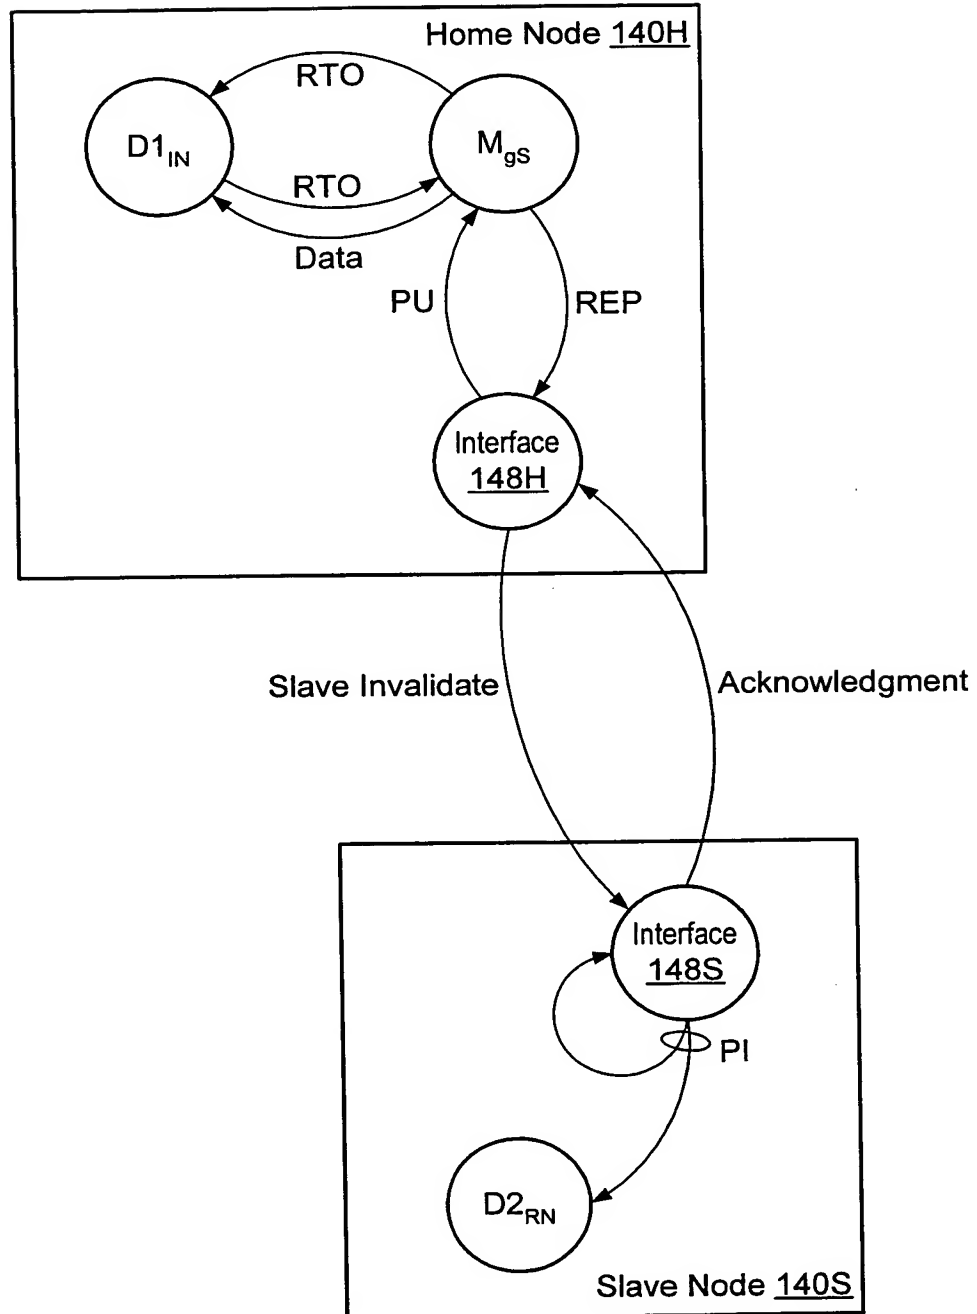 Home Node 140H
RTO
D1IN
MgS
RTO
Data
PU
REP
Interface
148H
Slave Invalidate
Acknowledgment
Interface
148S
PI
D2RN
Slave Node 140S